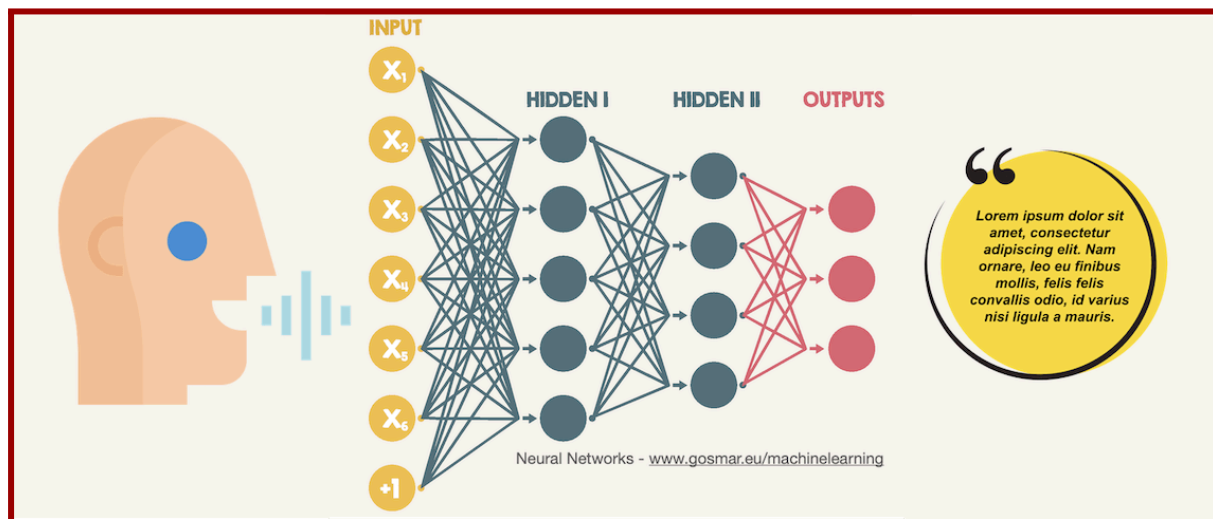 INPUT
X1
X2
X3
X4
X5
X6
+1
HIDDEN I
HIDDEN II
OUTPUTS
“
Lorem ipsum dolor sit
amet, consectetur
adipiscing elit. Nam
ornare, leo eu finibus
mollis, felis felis
convallis odio, id varius
nisi ligula a mauris.
Neural Networks - www.gosmar.eu/machinelearning